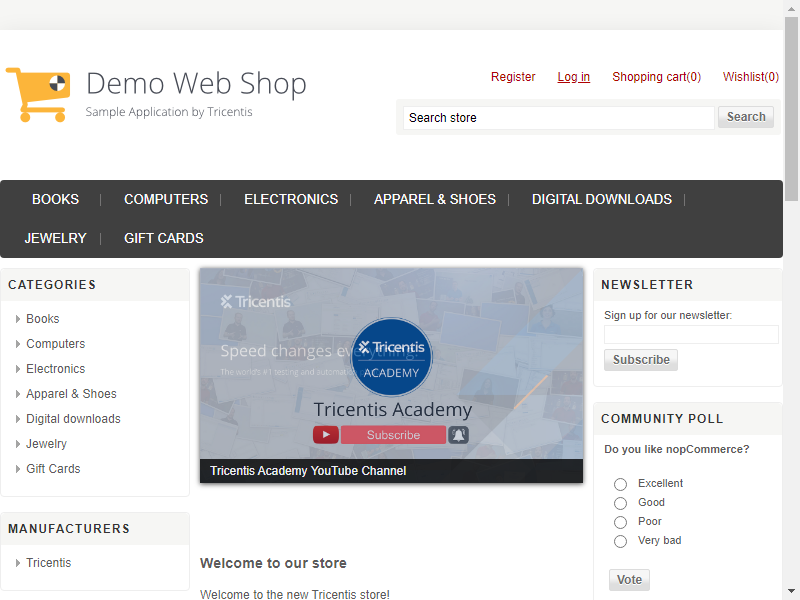 Demo Web Shop
Sample Application by Tricentis
Register Log in Shopping cart(0) Wishlist(0)
Search store Search
BOOKS COMPUTERS ELECTRONICS APPAREL & SHOES DIGITAL DOWNLOADS
JEWELRY GIFT CARDS
CATEGORIES
Books
Computers
Electronics
Apparel & Shoes
Digital downloads
Jewelry
Gift Cards
MANUFACTURERS
Tricentis
Tricentis
Speed changes everything.
The world's #1 testing and automation
Tricentis
ACADEMY
Tricentis Academy
Subscribe
Tricentis Academy YouTube Channel
Welcome to our store
Welcome to the new Tricentis store!
NEWSLETTER
Sign up for our newsletter:
Subscribe
COMMUNITY POLL
Do you like nopCommerce?
Excellent
Good
Poor
Very bad
Vote